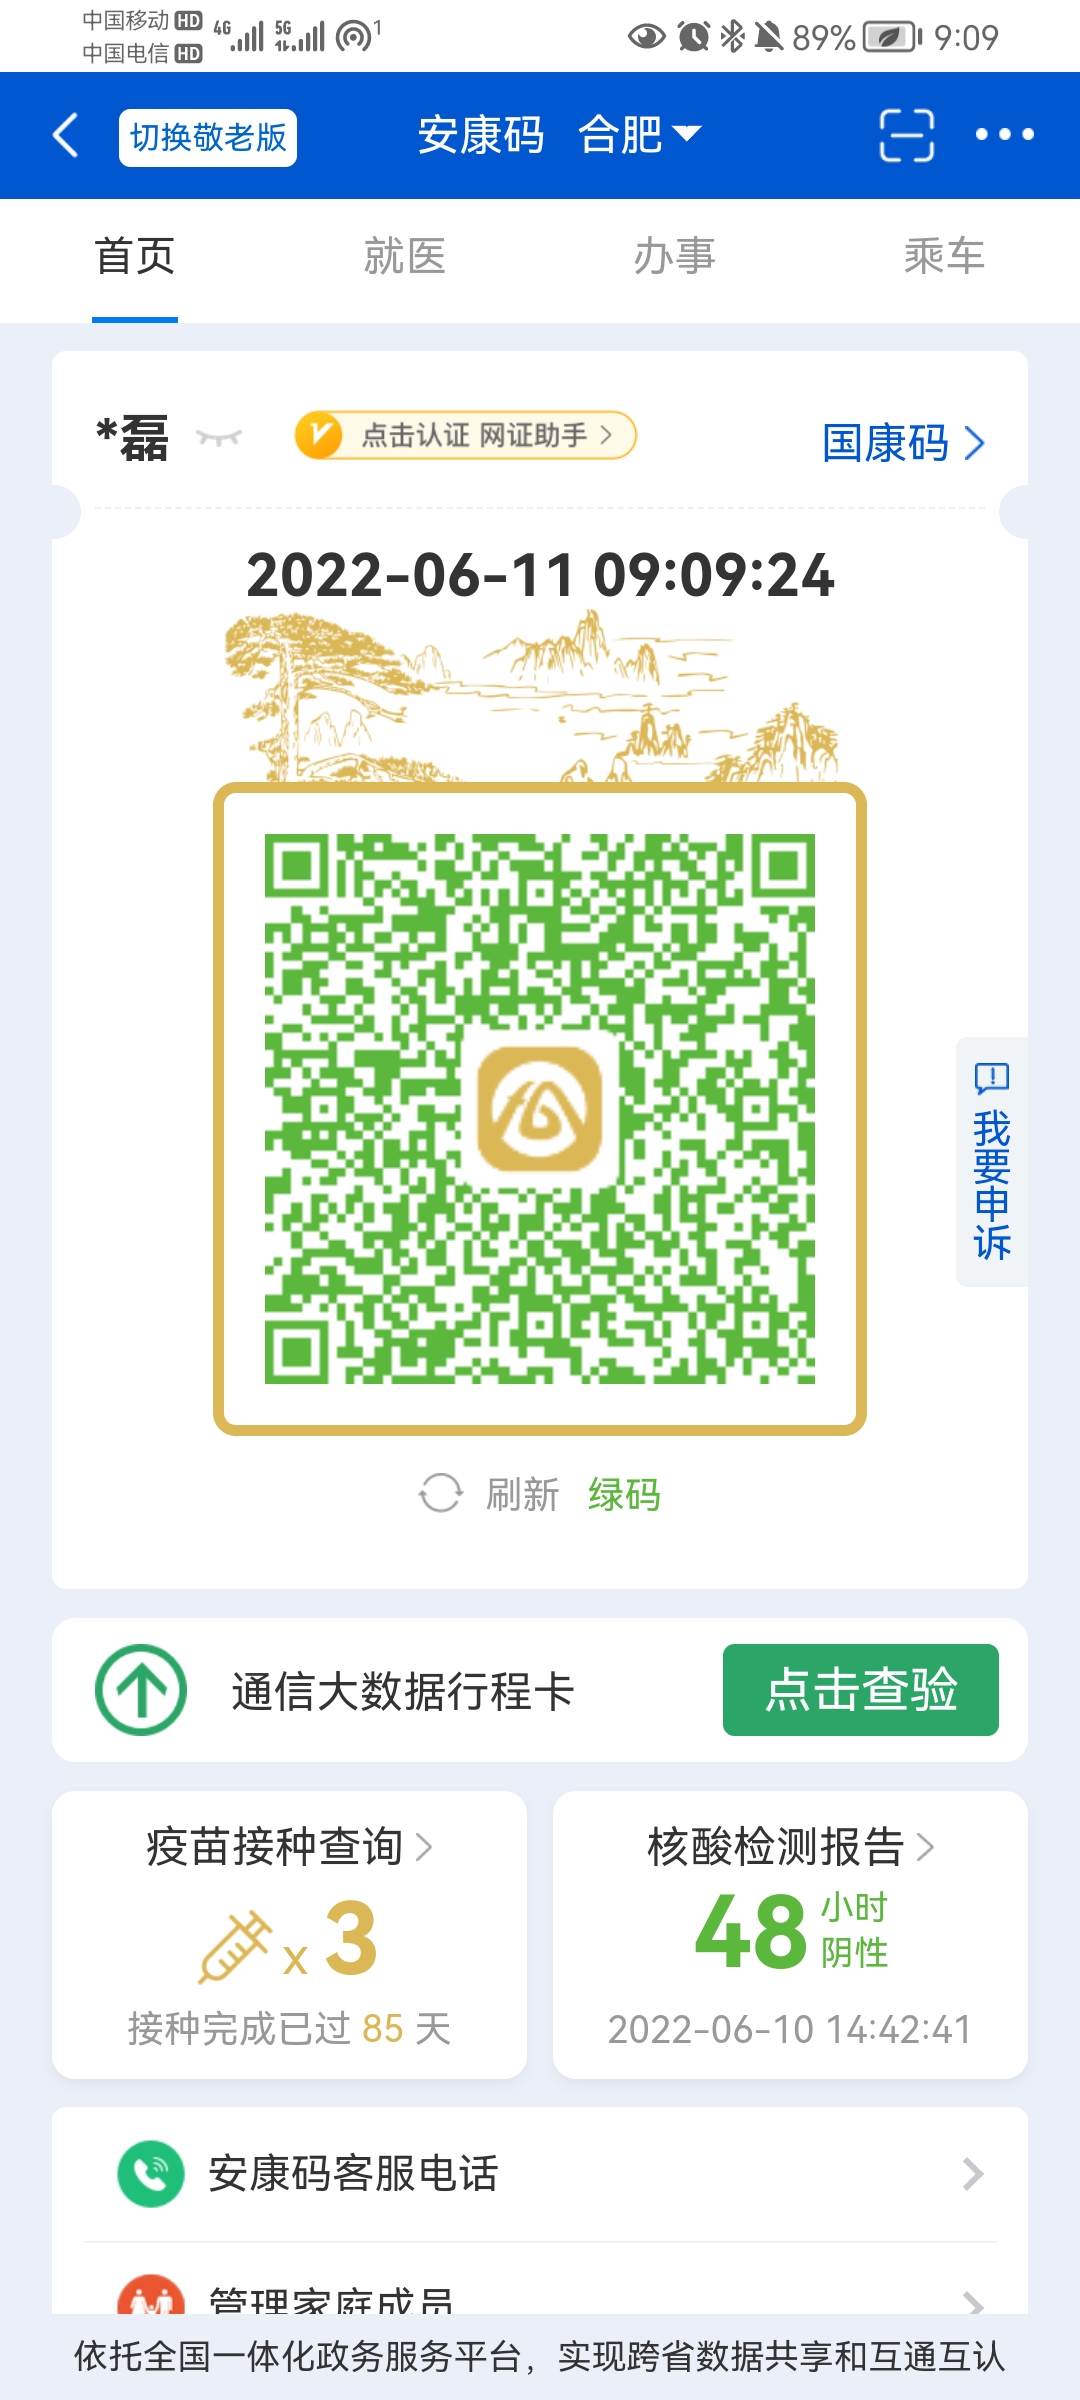 中国移动 HD 4G 5G 1 89% 9:09
中国电信 HD
切换敬老版 安康码 合肥
首页 就医 办事 乘车
*磊 点击认证 网证助手 国康码
2022-06-11 09:09:24
我要申诉
刷新 绿码
通信大数据行程卡 点击查验
疫苗接种查询
x 3
接种完成已过 85 天
核酸检测报告
48 小时
阴性
2022-06-10 14:42:41
安康码客服电话
管理家庭成员
依托全国一体化政务服务平台，实现跨省数据共享和互通互认